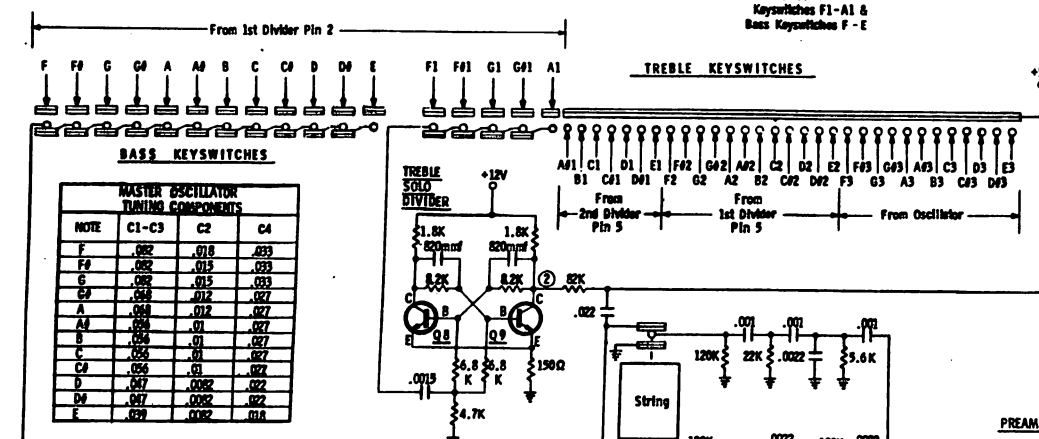 Keyswitches F1-A1 &
Bass Keyswitches F - E
From 1st Divider Pin 2
F F# G G# A A# B C C# D D# E F1 F#1 G1 G#1 A1
TREBLE KEYSWITCHES
BASS KEYSWITCHES
A#1 C1 D1 E1 F#2 G#2 A#2 C2 D2 E2 F#3 G#3 A#3 C3 D3 E3
B1 C#1 D#1 F2 G2 A2 B2 C#2 D#2 F3 G3 A3 B3 C#3 D#3
From
2nd Divider
Pin 5
From
1st Divider
Pin 5
From Oscillator
MASTER OSCILLATOR
TUNING COMPONENTS
NOTE C1-C3 C2 C4
F .082 .018 .033
F# .082 .015 .033
G .082 .015 .033
G# .068 .012 .027
A .068 .012 .027
A# .056 .01 .027
B .056 .01 .027
C .056 .01 .027
C# .056 .01 .027
D .047 .0082 .022
D# .047 .0082 .022
E .039 .0082 .018
TREBLE
SOLO
DIVIDER
+12V
1.8K 1.8K
820mmf 820mmf
8.2K 8.2K 2 82K
C C
B B
E E
Q8 Q9
6.8
K
6.8
K
150Ω
.0015
4.7K
.022
.001 .001 .001
120K 22K .0022 5.6K
String
PREAM
.0022